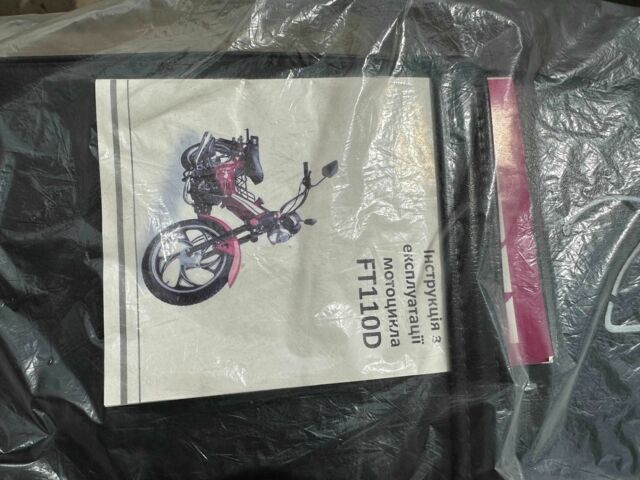 Інструкція з
експлуатації
мотоцикла
FT110D